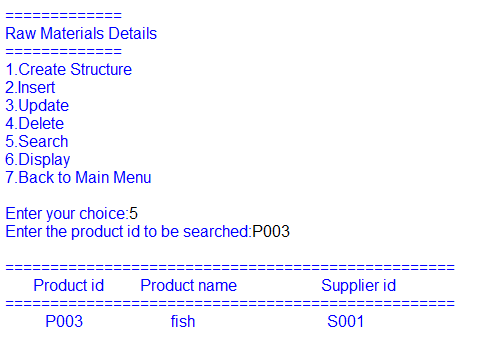 =============
Raw Materials Details
=============
1.Create Structure
2.Insert
3.Update
4.Delete
5.Search
6.Display
7.Back to Main Menu
Enter your choice:5
Enter the product id to be searched:P003
==================================================
Product id Product name Supplier id
==================================================
P003 fish S001